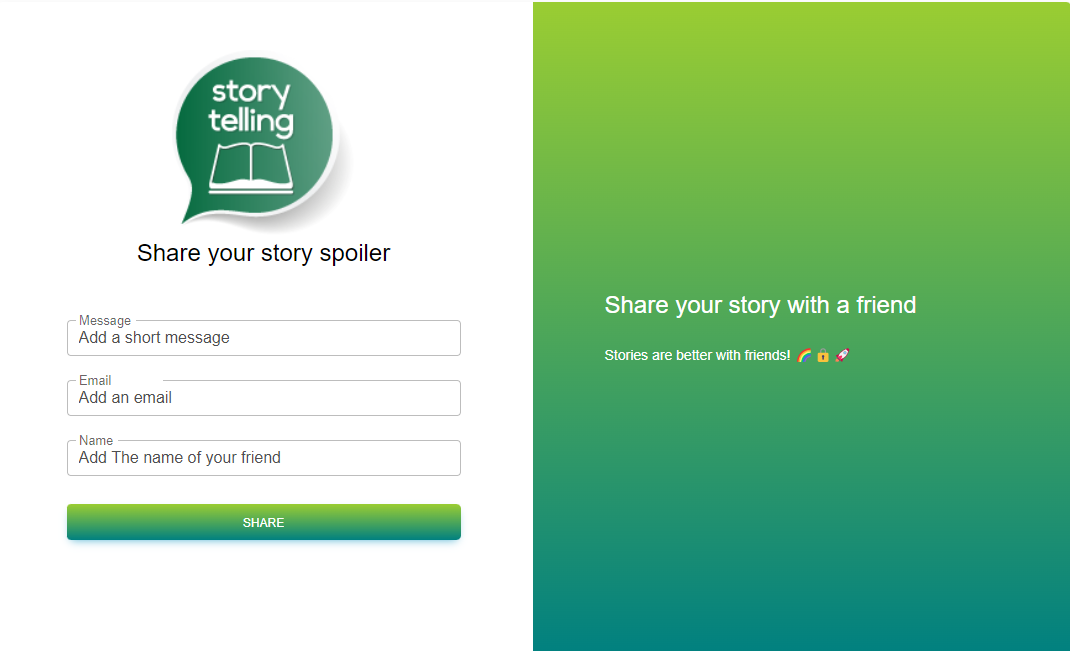 story
telling
Share your story spoiler
Message
Add a short message
Email
Add an email
Name
Add The name of your friend
SHARE
Share your story with a friend
Stories are better with friends! 🌈 🔒 🚀